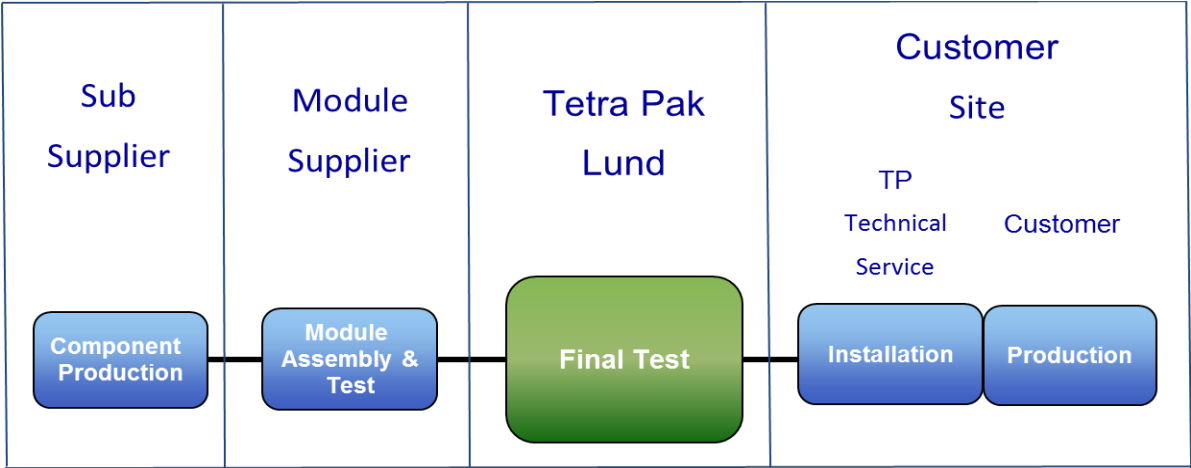 Sub
Supplier
Module
Supplier
Tetra Pak
Lund
Customer
Site
TP
Technical
Service
Customer
Component
Production
Module
Assembly &
Test
Final Test
Installation
Production